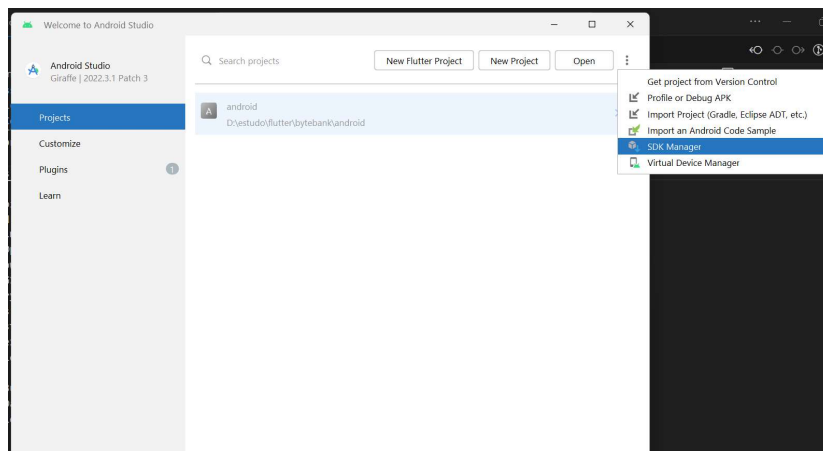 Welcome to Android Studio
Android Studio
Giraffe | 2022.3.1 Patch 3
Search projects
New Flutter Project
New Project
Open
Projects
Customize
Plugins
1
Learn
A
android
D:\estudo\flutter\bytebank\android
Get project from Version Control
Profile or Debug APK
Import Project (Gradle, Eclipse ADT, etc.)
Import an Android Code Sample
SDK Manager
Virtual Device Manager